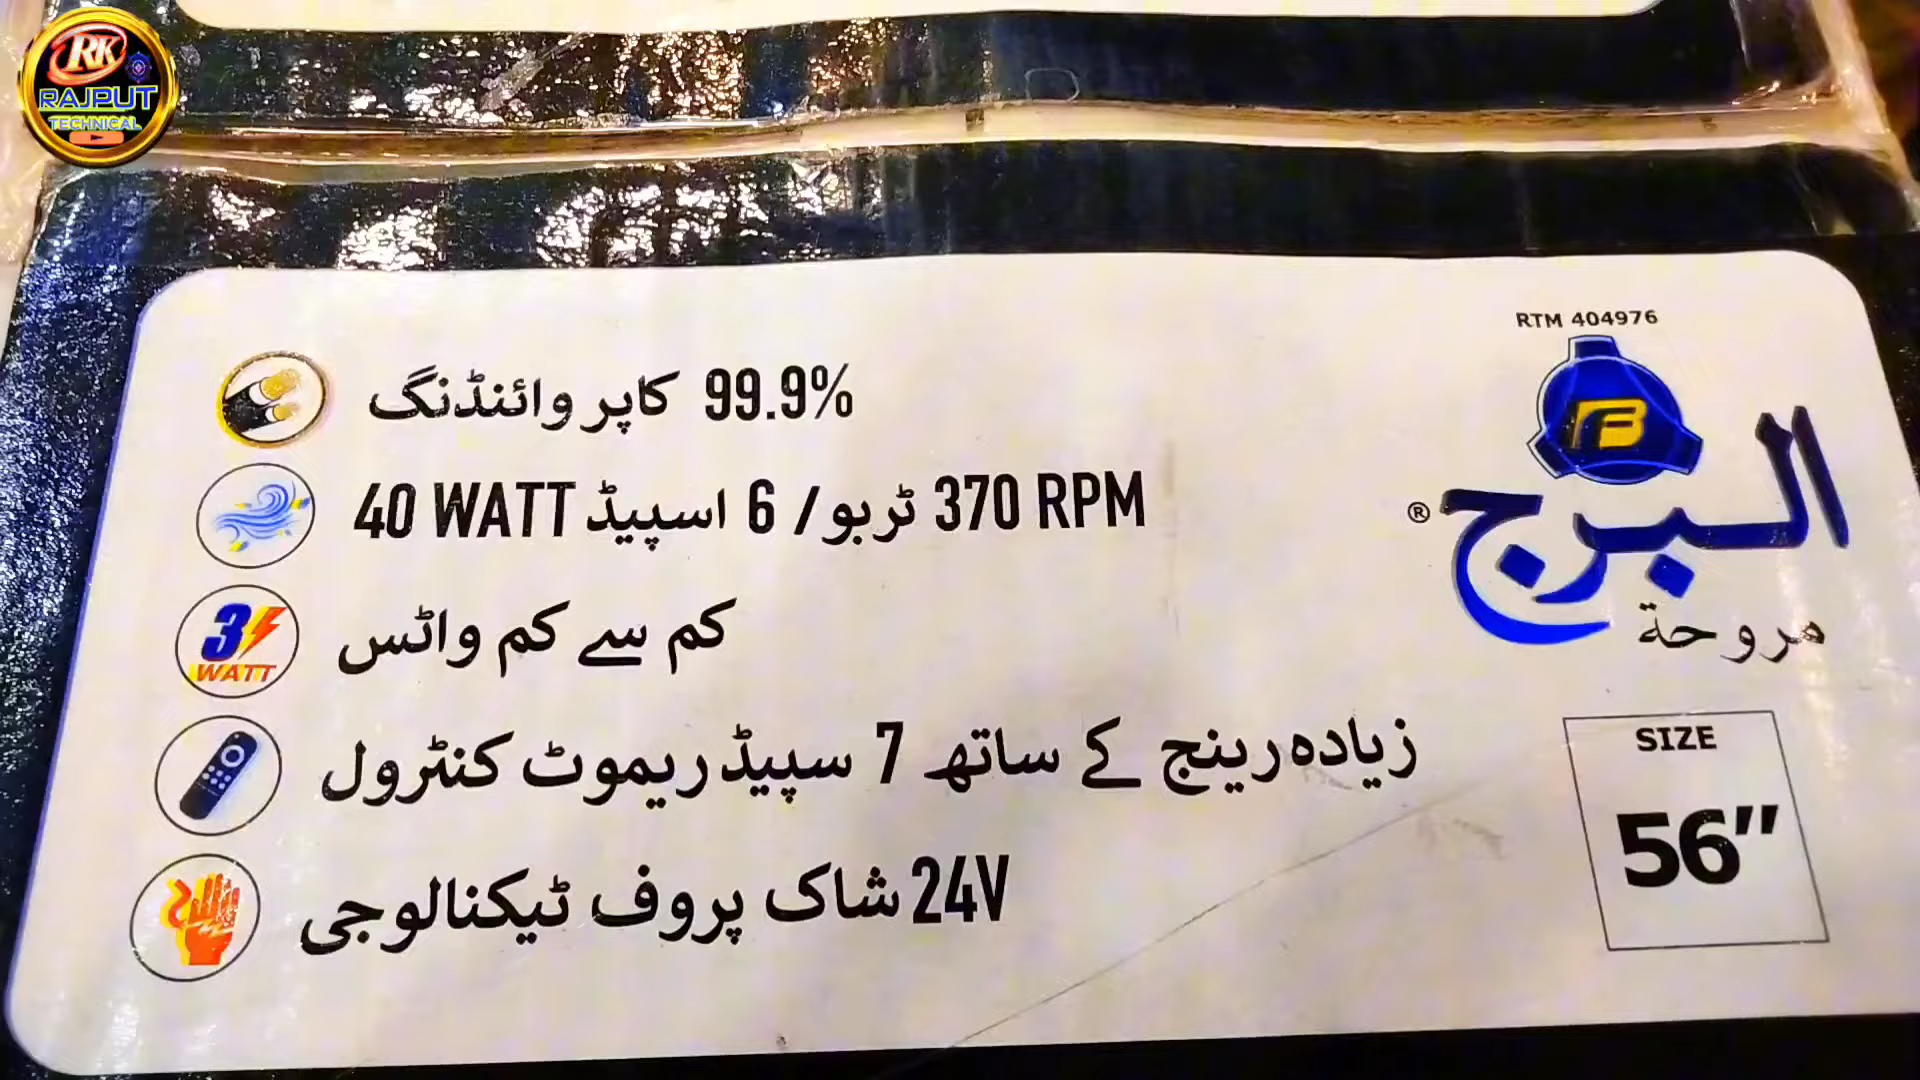 RK
RAJPUT
TECHNICAL
99.9% کاپر وائنڈنگ
40 WATT اسپیڈ 6 / ٹربو 370 RPM
3 WATT
کم سے کم واٹس
زیادہ رینج کے ساتھ 7 سپیڈ ریموٹ کنٹرول
24V شاک پروف ٹیکنالوجی
RTM 404976
B
البرج ®
مروحة
SIZE
56"